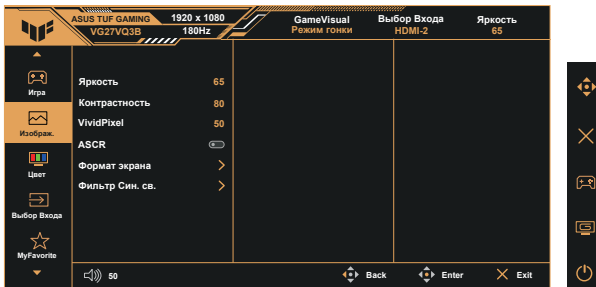 ASUS TUF GAMING 1920 x 1080
VG27VQ3B 180Hz
GameVisual Выбор Входа Яркость
Режим гонки HDMI-2 65
Игра
Изображ.
Цвет
Выбор Входа
MyFavorite
Яркость 65
Контрастность 80
VividPixel 50
ASCR
Формат экрана
Фильтр Син. св.
50 Back Enter Exit